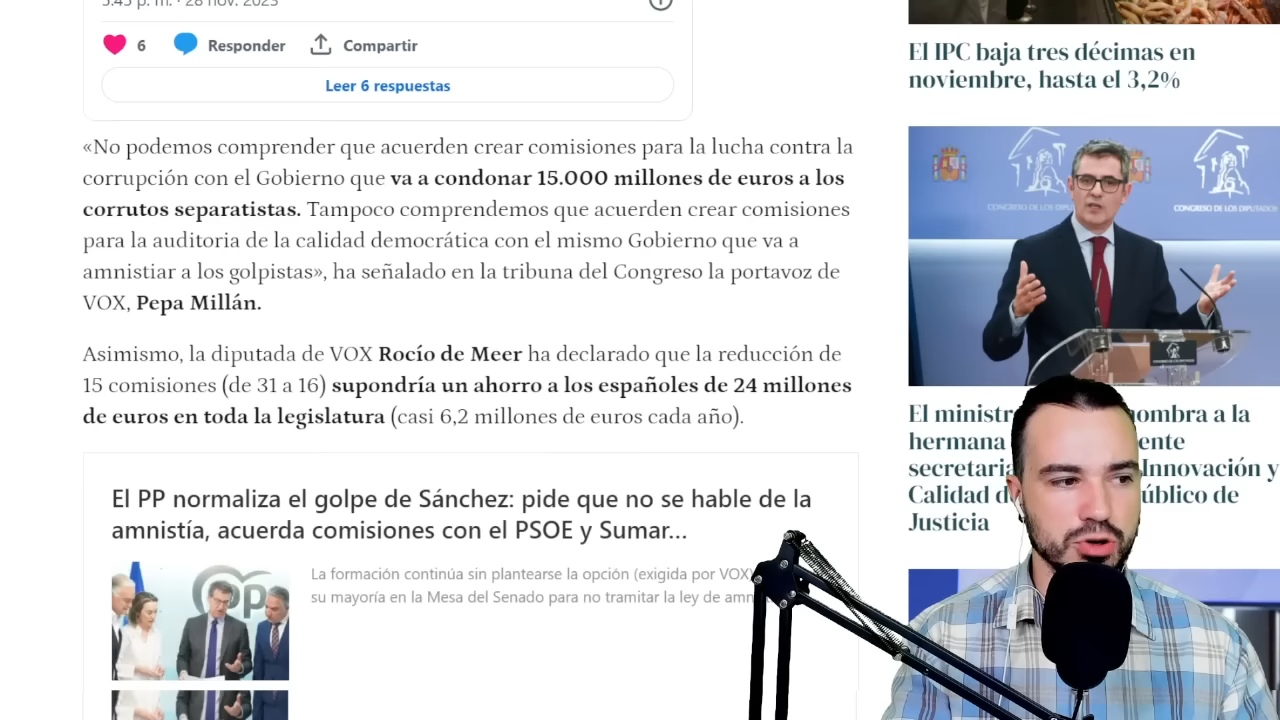 5:45 p. m. · 28 nov. 2023
6 Responder Compartir
Leer 6 respuestas
«No podemos comprender que acuerden crear comisiones para la lucha contra la
corrupción con el Gobierno que va a condonar 15.000 millones de euros a los
corrutos separatistas. Tampoco comprendemos que acuerden crear comisiones
para la auditoria de la calidad democrática con el mismo Gobierno que va a
amnistiar a los golpistas», ha señalado en la tribuna del Congreso la portavoz de
VOX, Pepa Millán.
Asimismo, la diputada de VOX Rocío de Meer ha declarado que la reducción de
15 comisiones (de 31 a 16) supondría un ahorro a los españoles de 24 millones
de euros en toda la legislatura (casi 6,2 millones de euros cada año).
El PP normaliza el golpe de Sánchez: pide que no se hable de la
amnistía, acuerda comisiones con el PSOE y Sumar...
La formación continúa sin plantearse la opción (exigida por VOX)
su mayoría en la Mesa del Senado para no tramitar la ley de amn
pp
El IPC baja tres décimas en
noviembre, hasta el 3,2%
CONGRESO DE LOS DIPUTADOS
CONGRESO DE LOS DIPUTADOS
El ministr nombra a la
hermana ente
secretaria Innovación y
Calidad d úblico de
Justicia